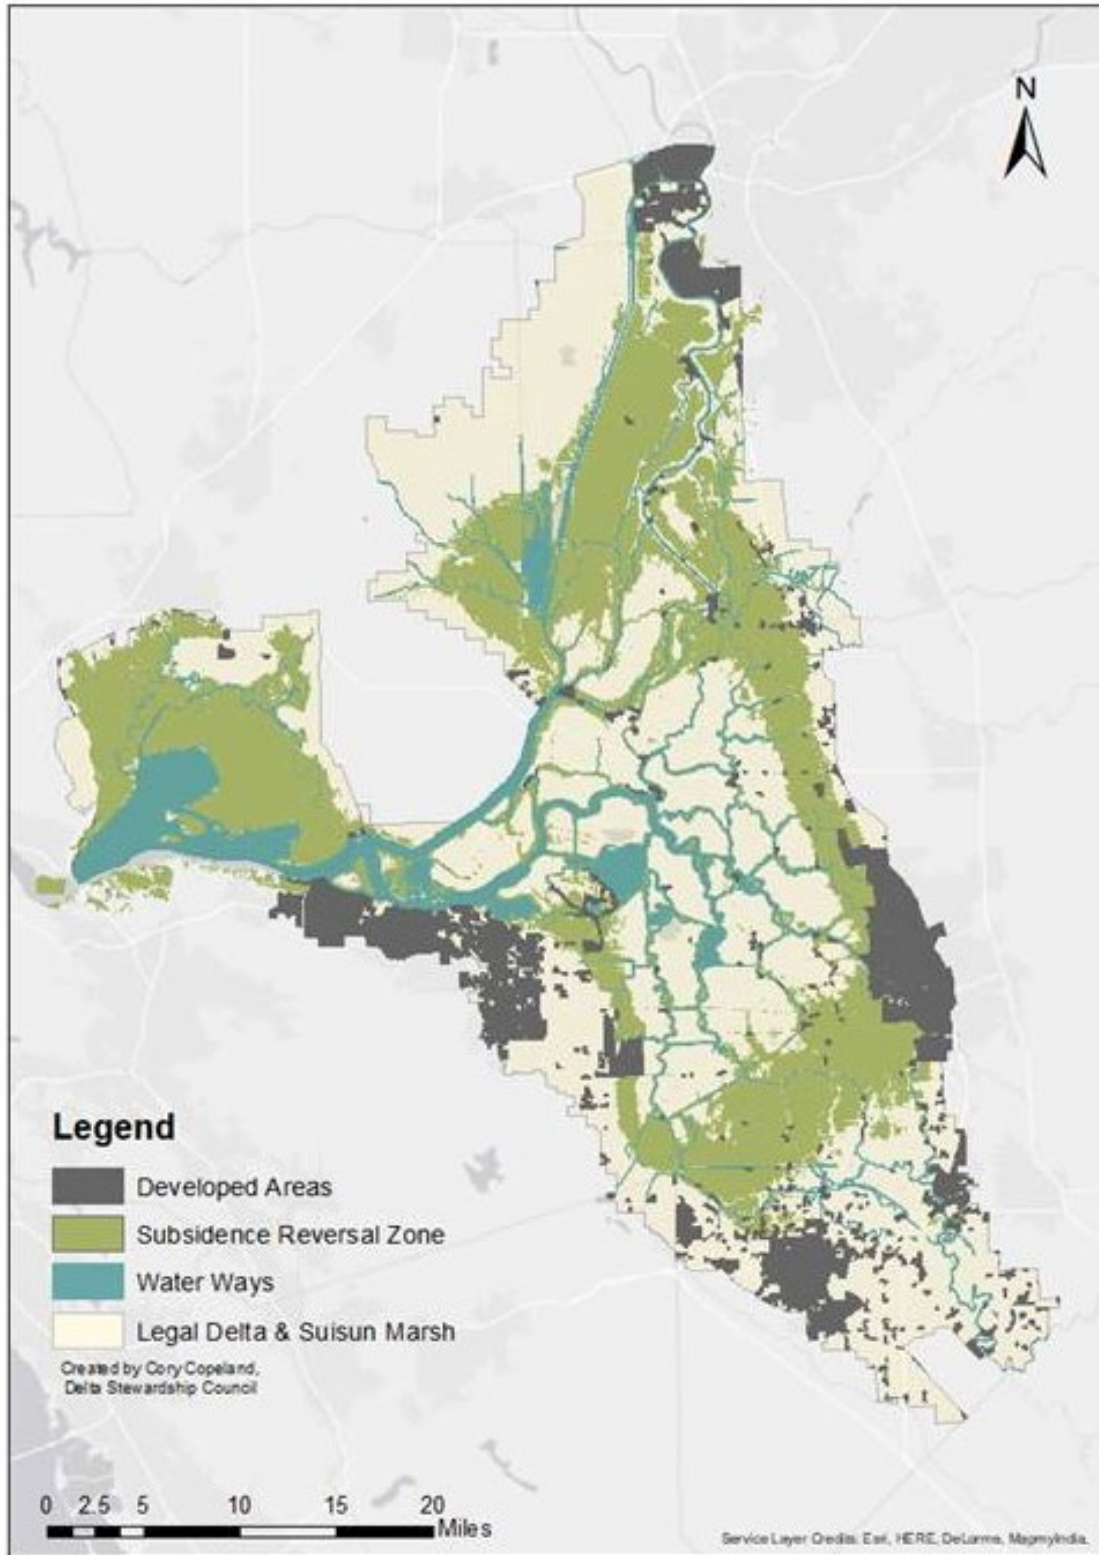 N
Legend
Developed Areas
Subsidence Reversal Zone
Water Ways
Legal Delta & Suisun Marsh
Created by Cory Copeland,
Delta Stewardship Council
0 2.5 5 10 15 20
Miles
Service Layer Credits: Esri, HERE, DeLorme, MapmyIndia,